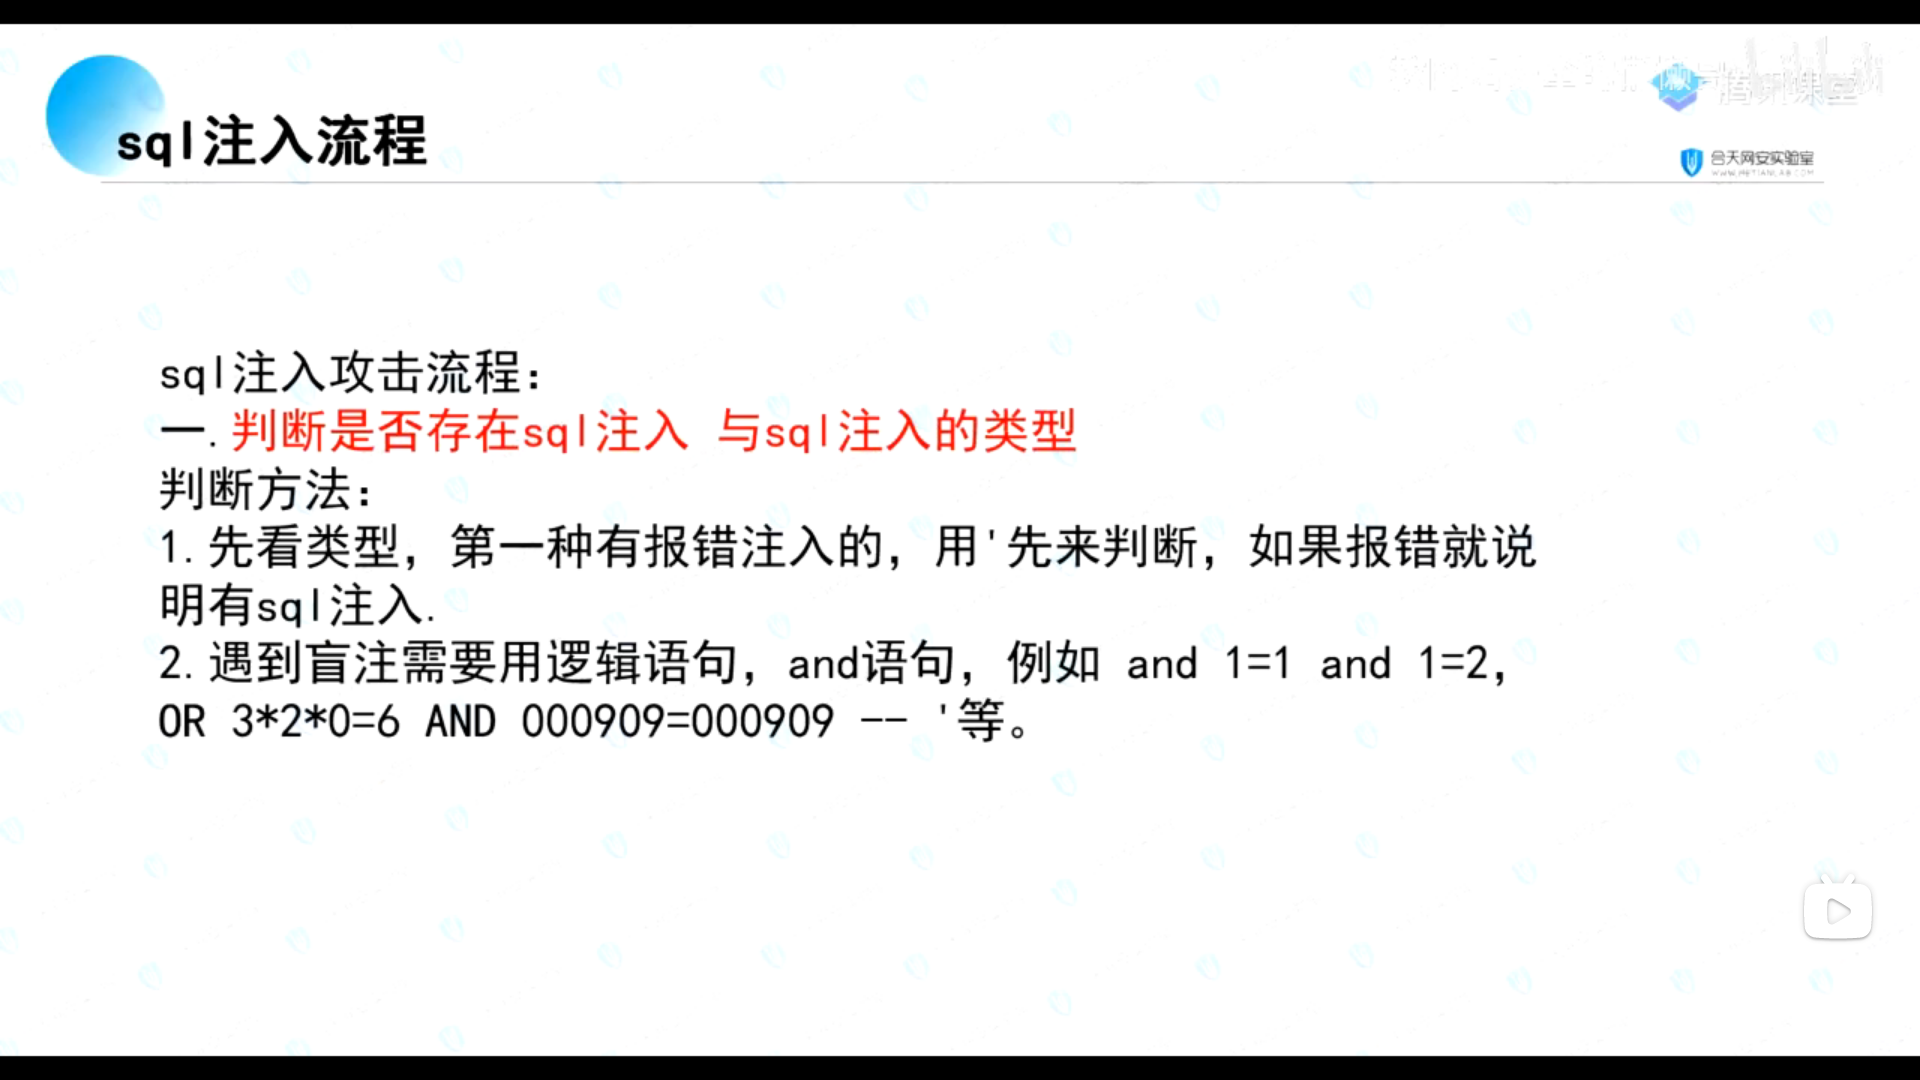 sql注入流程
合天网安实验室
WWW.HETIANLAB.COM
sql注入攻击流程：
一.判断是否存在sql注入 与sql注入的类型
判断方法：
1.先看类型，第一种有报错注入的，用'先来判断，如果报错就说
明有sql注入.
2.遇到盲注需要用逻辑语句，and语句，例如 and 1=1 and 1=2，
OR 3*2*0=6 AND 000909=000909 -- '等。